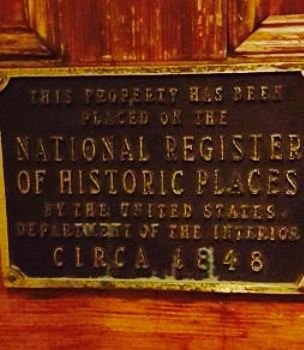 THIS PROPERTY HAS BEEN
PLACED ON THE
NATIONAL REGISTER
OF HISTORIC PLACES
BY THE UNITED STATES
DEPARTMENT OF THE INTERIOR
CIRCA 1848